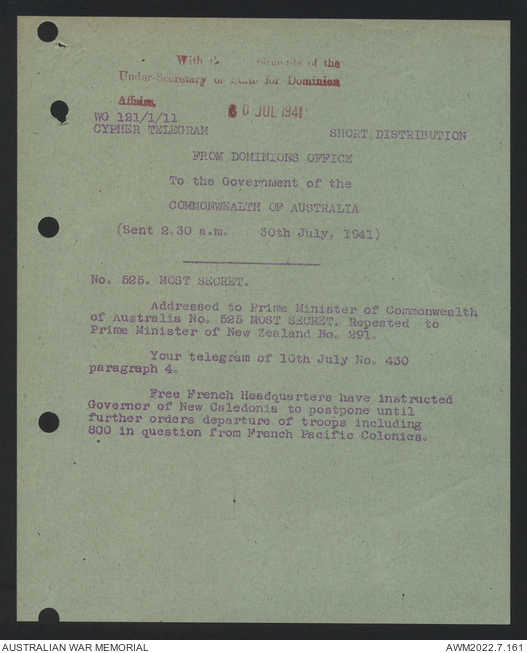 With the Compliments of the
Under-Secretary of State for Dominion
Affairs.
30 JUL 1941
WG 121/1/11
CYPHER TELEGRAM
SHORT DISTRIBUTION
FROM DOMINIONS OFFICE
To the Government of the
COMMONWEALTH OF AUSTRALIA
(Sent 2.30 a.m. 30th July, 1941)
No. 525. MOST SECRET.
Addressed to Prime Minister of Commonwealth
of Australia No. 525 MOST SECRET. Repeated to
Prime Minister of New Zealand No. 291.
Your telegram of 10th July No. 430
paragraph 4.
Free French Headquarters have instructed
Governor of New Caledonia to postpone until
further orders departure of troops including
800 in question from French Pacific Colonies.
AUSTRALIAN WAR MEMORIAL
AWM2022.7.161